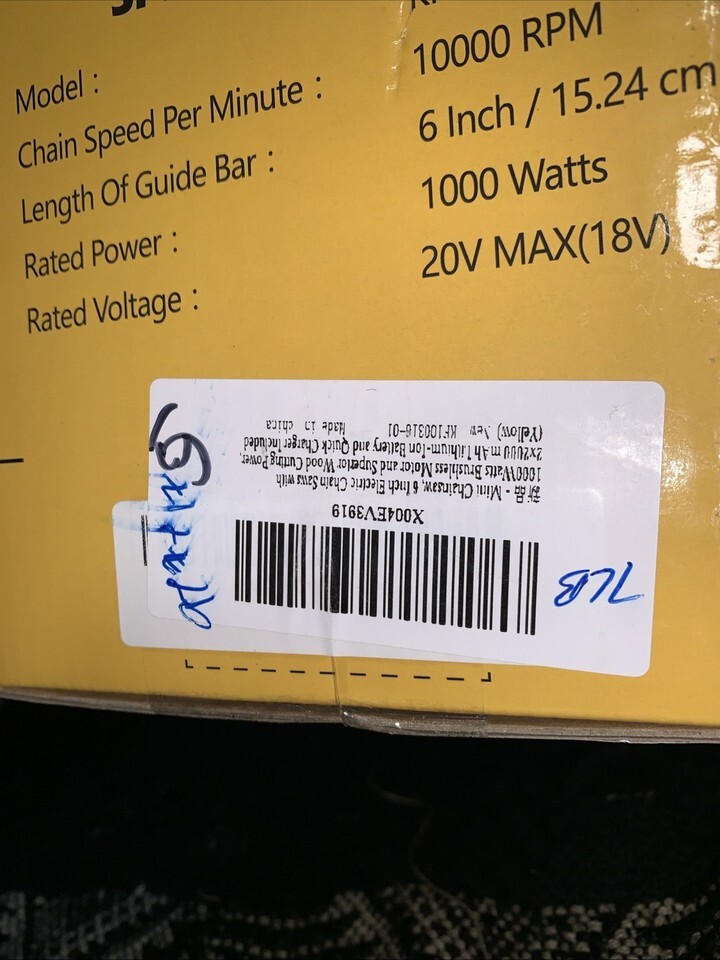 Model :
Chain Speed Per Minute :
Length Of Guide Bar :
Rated Power :
Rated Voltage :
10000 RPM
6 Inch / 15.24 cm
1000 Watts
20V MAX(18V)
X004EV3919
新品 - Mini Chainsaw, 6 Inch Electric Chain Saws with
1000Watts Brushless Motor and Superior Wood Cutting Power,
2x2000 mAh Lithium-Ion Battery and Quick Charger Included
(Yellow) New KF100316-01 Made in china
7LB